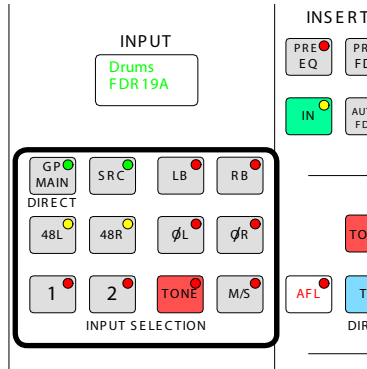 INPUT
Drums
FDR19A
GP
MAIN
SRC
LB
RB
DIRECT
48L
48R
ØL
ØR
1
2
TONE
M/S
INPUT SELECTION
INSERT
PRE
EQ
IN
AFL